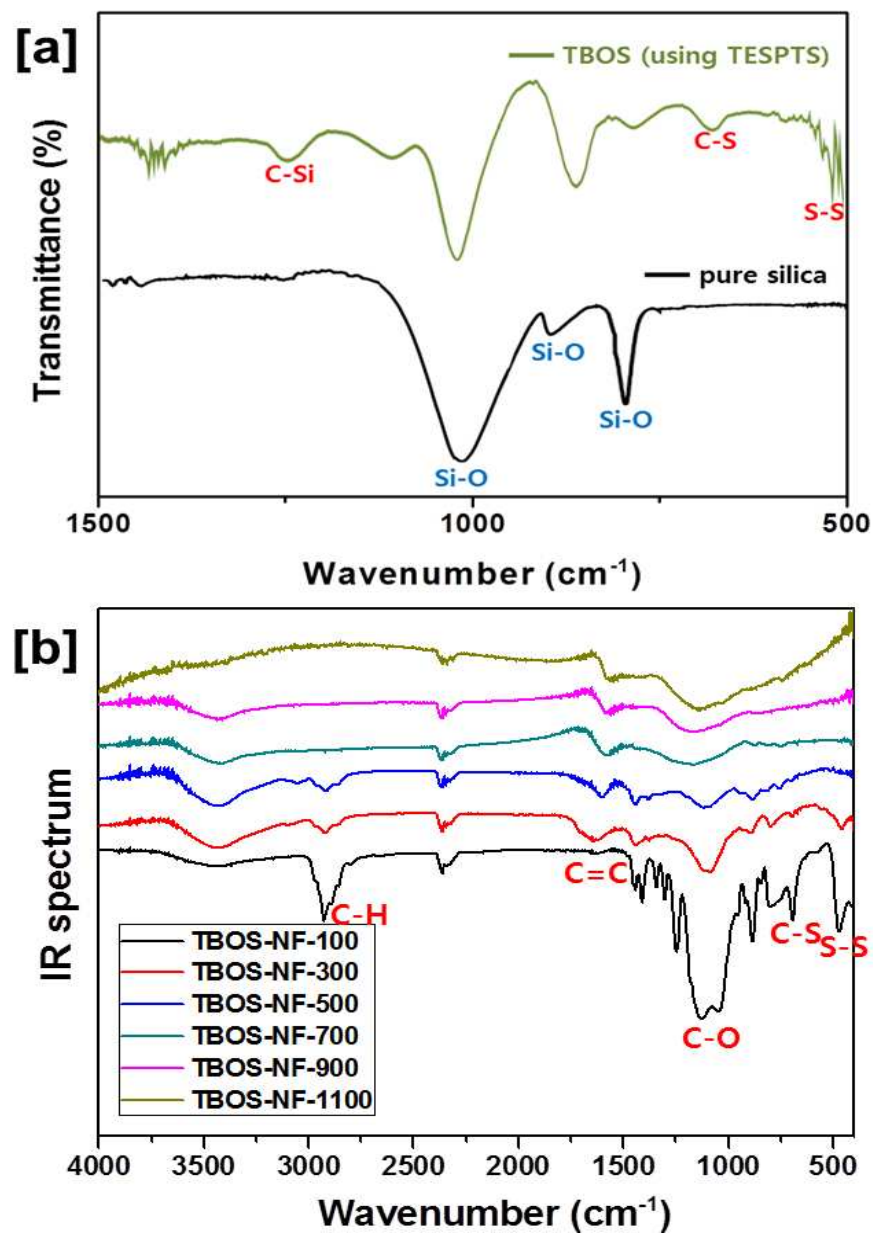 [a]
TBOS (using TESPTS)
C-Si
C-S
S-S
pure silica
Si-O
Si-O
Si-O
Transmittance (%)
1500
1000
500
Wavenumber (cm⁻¹)
[b]
C=C
C-H
C-S
S-S
C-O
IR spectrum
TBOS-NF-100
TBOS-NF-300
TBOS-NF-500
TBOS-NF-700
TBOS-NF-900
TBOS-NF-1100
4000
3500
3000
2500
2000
1500
1000
500
Wavenumber (cm⁻¹)